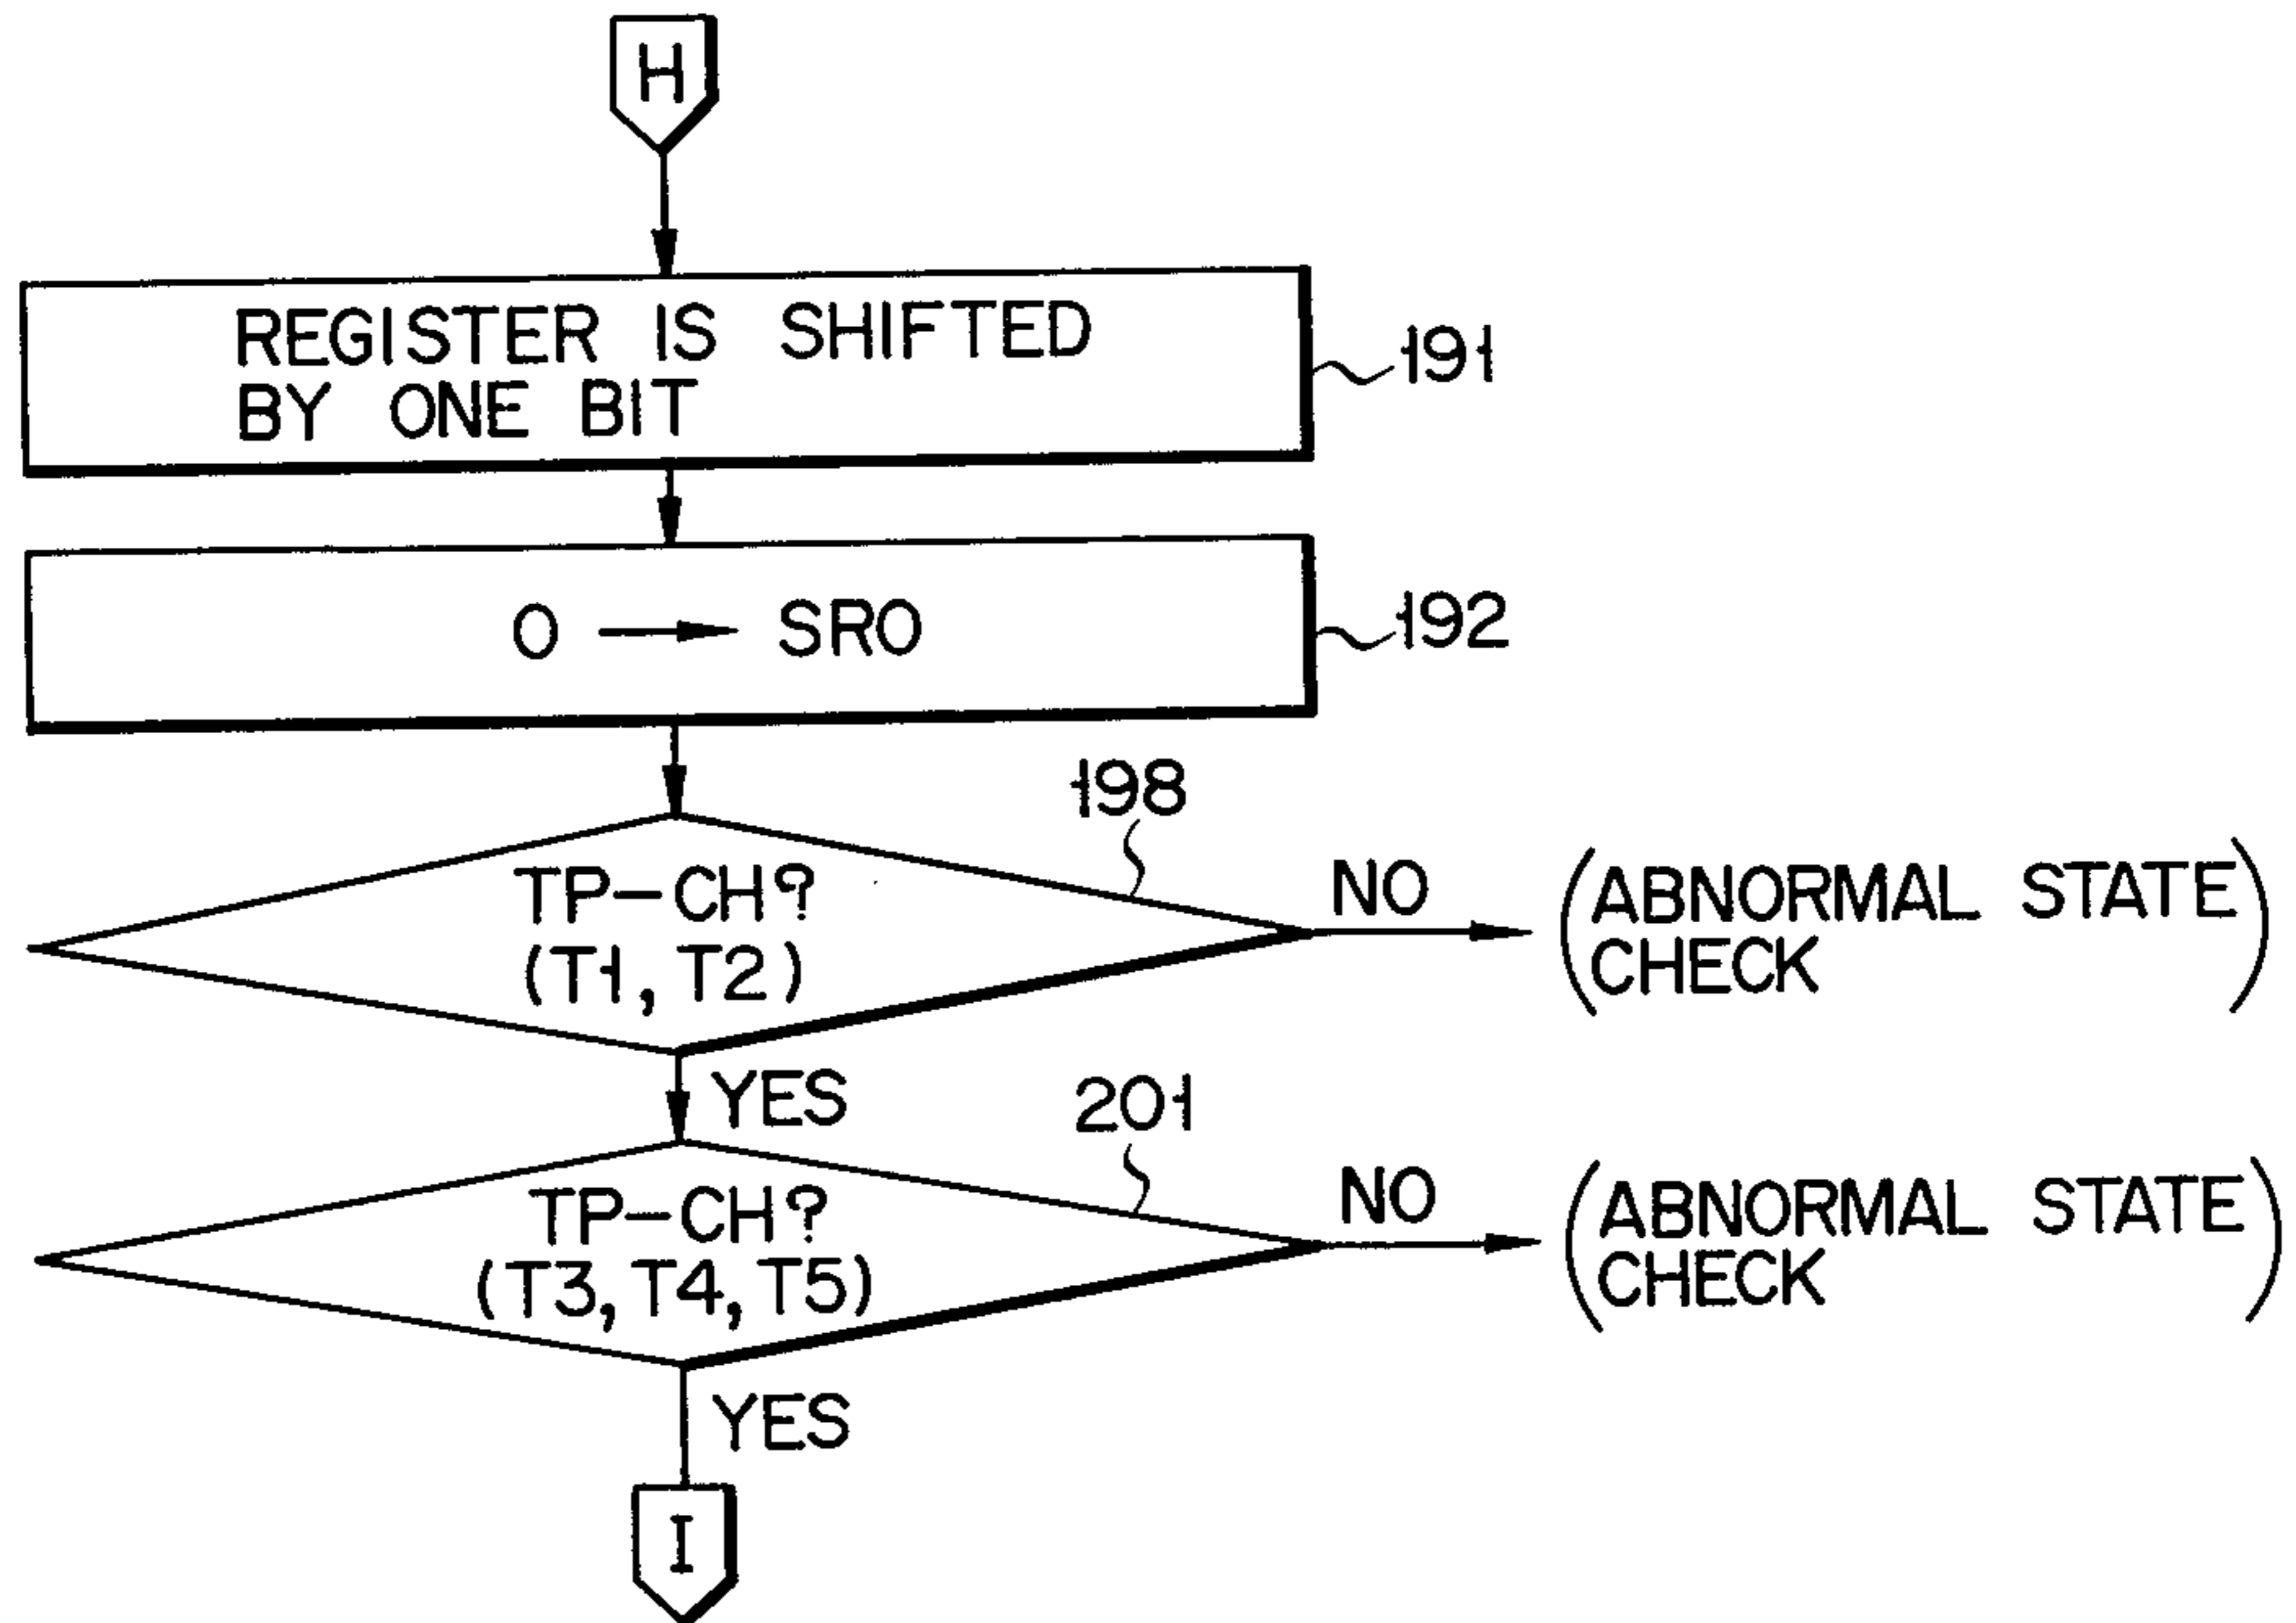 H
REGISTER IS SHIFTED
BY ONE BIT
191
0 → SR0
192
198
TP-CH?
(T1, T2)
NO
(ABNORMAL STATE
CHECK)
YES
201
TP-CH?
(T3, T4, T5)
NO
(ABNORMAL STATE
CHECK)
YES
I